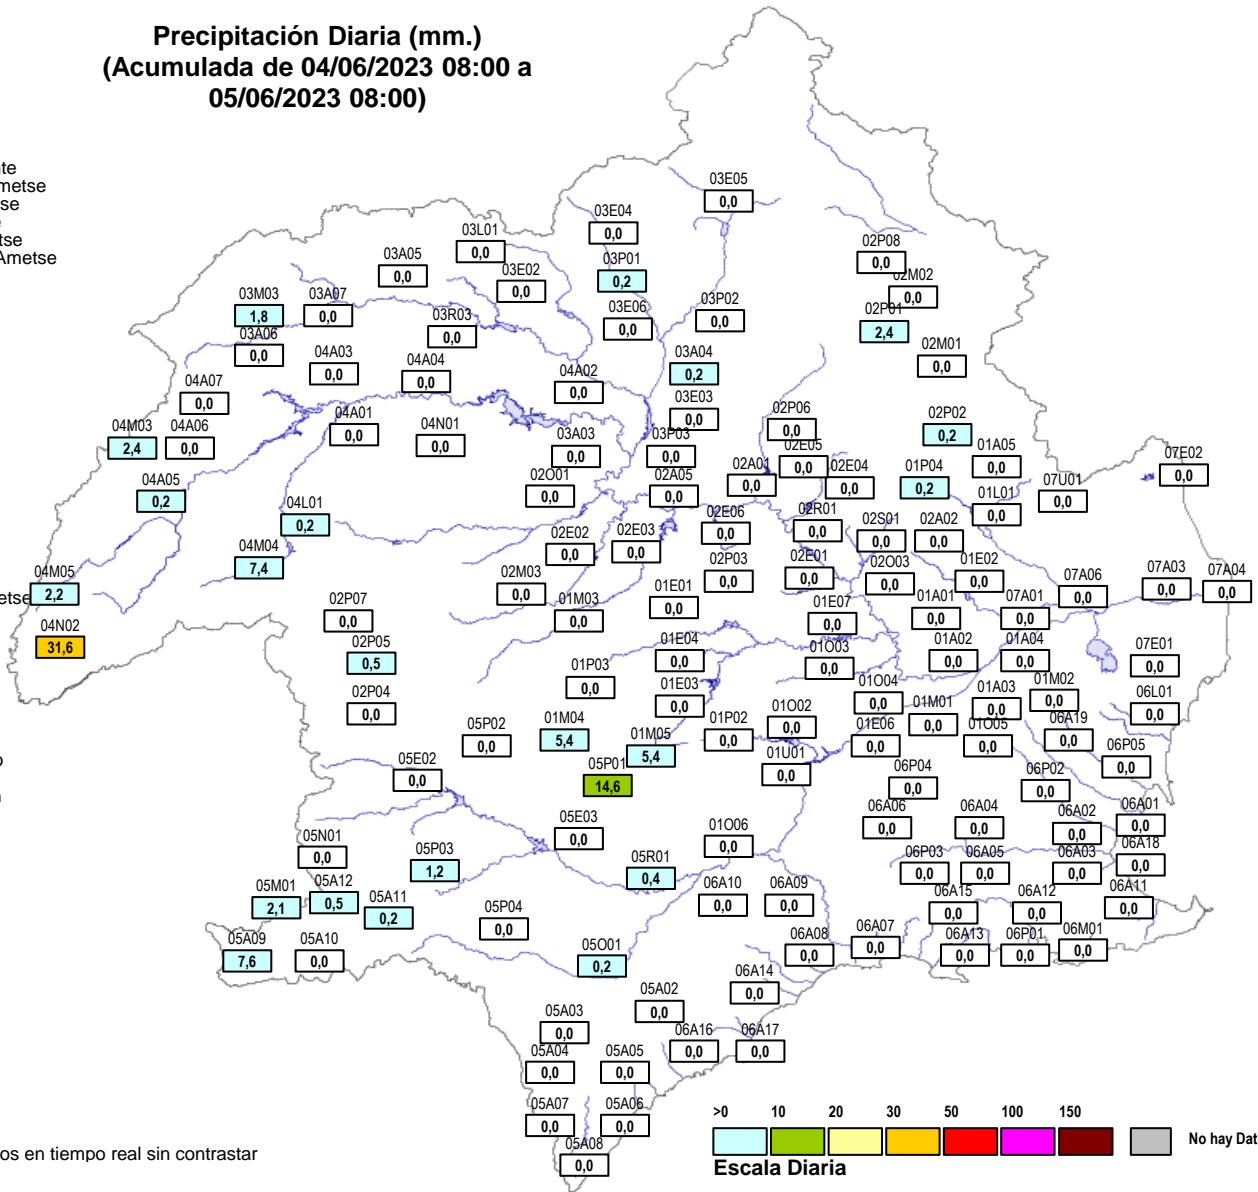 Precipitación Diaria (mm.)
(Acumulada de 04/06/2023 08:00 a
05/06/2023 08:00)
03E05
0,0
03E04
0,0
03L01
0,0
03A05
0,0
03P01
0,2
03E02
0,0
02P08
0,0
02M02
0,0
03M03
1,8
03A07
0,0
03P02
0,0
03E06
0,0
02P01
2,4
03R03
0,0
03A06
0,0
04A03
0,0
04A04
0,0
03A04
0,2
02M01
0,0
04A02
0,0
04A07
0,0
03E03
0,0
04A01
0,0
04N01
0,0
02P06
0,0
02P02
0,2
04M03
2,4
04A06
0,0
03A03
0,0
03P03
0,0
02E05
0,0
01A05
0,0
07E02
0,0
04A05
0,2
02O01
0,0
02A05
0,0
02A01
0,0
02E04
0,0
01P04
0,2
07U01
0,0
01L01
0,0
04L01
0,2
02E06
0,0
02R01
0,0
02S01
0,0
02A02
0,0
02E02
0,0
02E03
0,0
04M04
7,4
02P03
0,0
02E01
0,0
02O03
0,0
01E02
0,0
04M05
2,2
02M03
0,0
07A06
0,0
07A03
0,0
07A04
0,0
02P07
0,0
01M03
0,0
01E01
0,0
01E07
0,0
01A01
0,0
07A01
0,0
04N02
31,6
02P05
0,5
01E04
0,0
01O03
0,0
01A02
0,0
01A04
0,0
07E01
0,0
01P03
0,0
01E03
0,0
01O04
0,0
01A03
0,0
01M02
0,0
06L01
0,0
02P04
0,0
05P02
0,0
01M04
5,4
01M05
5,4
01P02
0,0
01O02
0,0
01M01
0,0
01E06
0,0
01O05
0,0
06A19
0,0
06P05
0,0
05E02
0,0
05P01
14,6
01U01
0,0
06P04
0,0
06P02
0,0
05E03
0,0
01O06
0,0
06A06
0,0
06A04
0,0
06A02
0,0
06A01
0,0
05N01
0,0
05P03
1,2
05R01
0,4
06P03
0,0
06A05
0,0
06A03
0,0
06A18
0,0
05M01
2,1
05A12
0,5
05A11
0,2
06A10
0,0
06A09
0,0
06A15
0,0
06A12
0,0
06A11
0,0
05P04
0,0
05A09
7,6
05A10
0,0
05O01
0,2
06A08
0,0
06A07
0,0
06A13
0,0
06P01
0,0
06M01
0,0
06A14
0,0
05A02
0,0
05A03
0,0
06A16
0,0
06A17
0,0
05A04
0,0
05A05
0,0
05A07
0,0
05A06
0,0
05A08
0,0
>0 10 20 30 50 100 150
No hay Dat
Escala Diaria
os en tiempo real sin contrastar